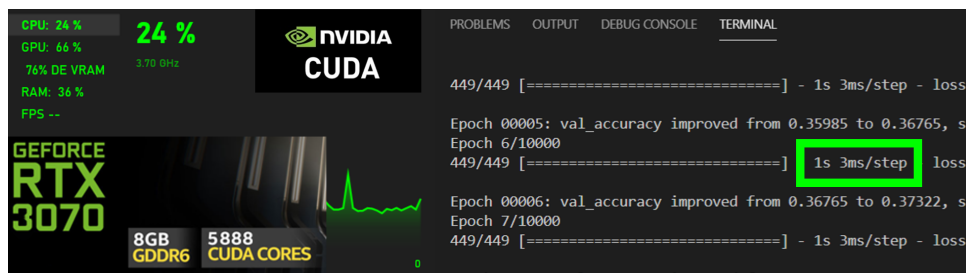 CPU: 24 %
GPU: 66 %
76% DE VRAM
RAM: 36 %
FPS --
24 %
3.70 GHz
NVIDIA
CUDA
GEFORCE
RTX
3070
8GB
GDDR6
5888
CUDA CORES
0
PROBLEMS OUTPUT DEBUG CONSOLE TERMINAL
449/449 [==============================] - 1s 3ms/step - loss
Epoch 00005: val_accuracy improved from 0.35985 to 0.36765, s
Epoch 6/10000
449/449 [==============================] 1s 3ms/step loss
Epoch 00006: val_accuracy improved from 0.36765 to 0.37322, s
Epoch 7/10000
449/449 [==============================] - 1s 3ms/step - loss